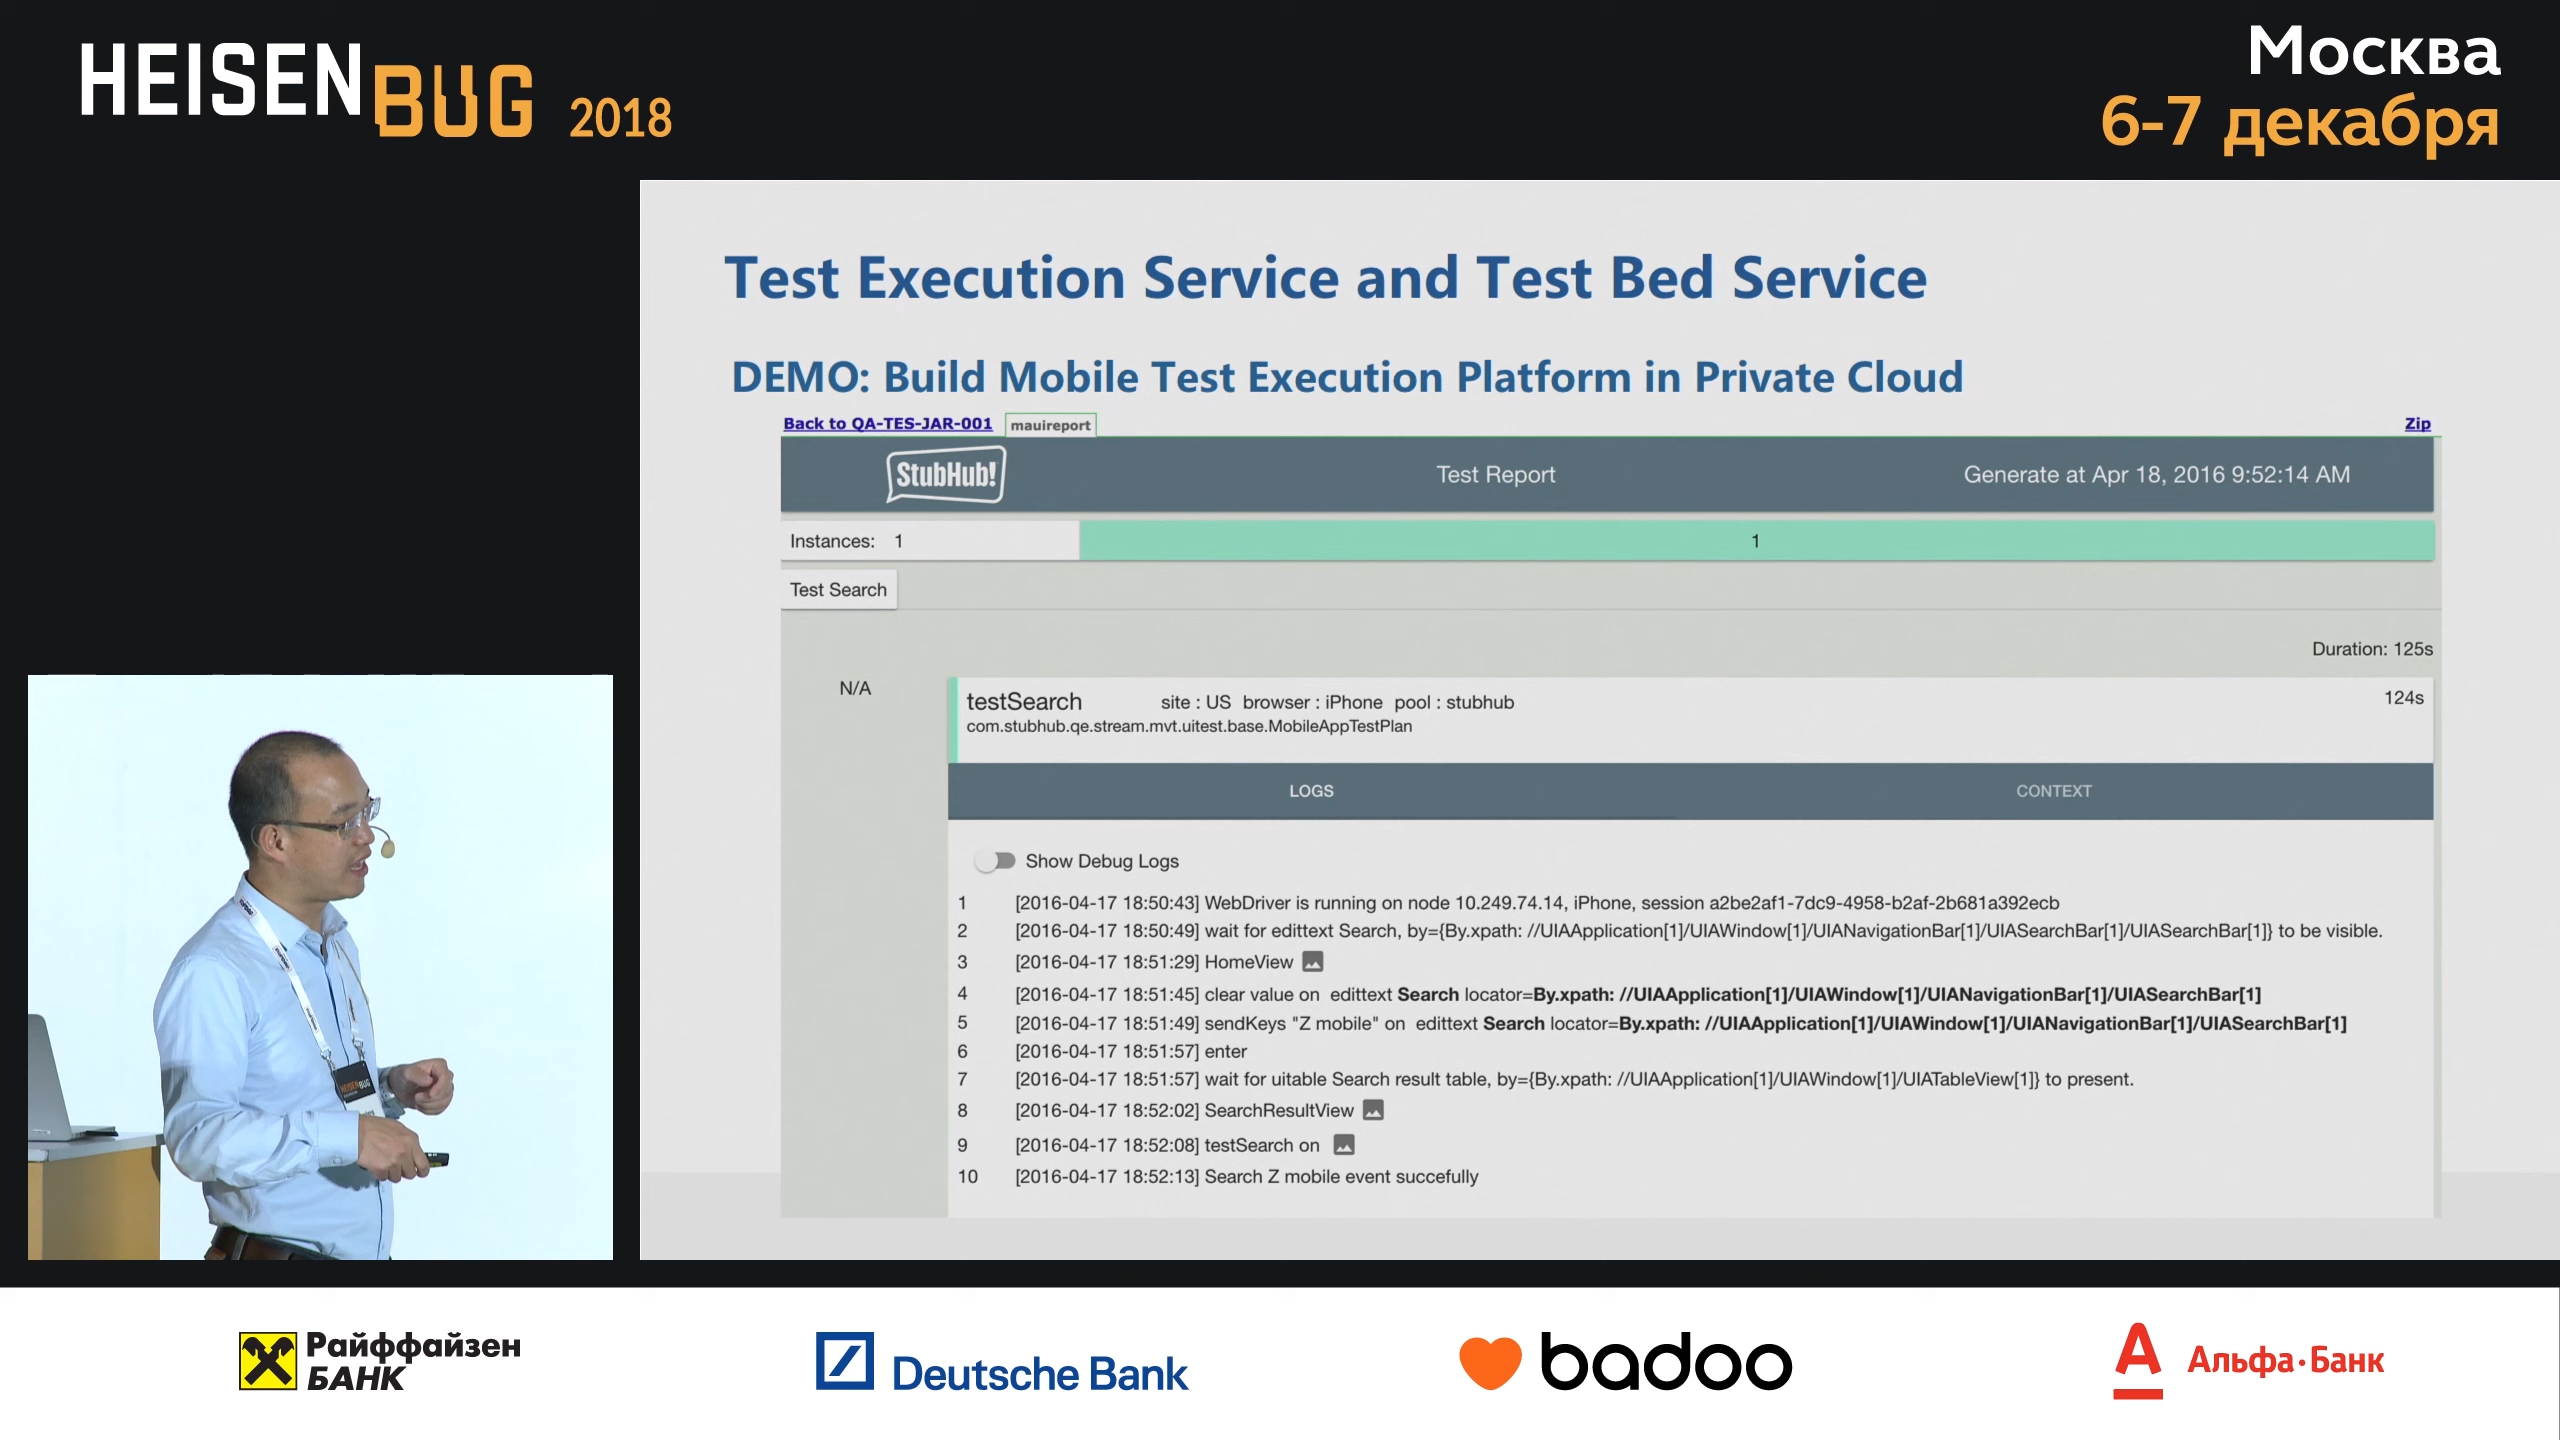 HEISENBUG 2018
Москва
6-7 декабря
Test Execution Service and Test Bed Service
DEMO: Build Mobile Test Execution Platform in Private Cloud
Back to QA-TES-JAR-001 mauireport Zip
StubHub! Test Report Generate at Apr 18, 2016 9:52:14 AM
Instances: 1 1
Test Search
Duration: 125s
N/A
testSearch site : US browser : iPhone pool : stubhub 124s
com.stubhub.qe.stream.mvt.uitest.base.MobileAppTestPlan
LOGS CONTEXT
Show Debug Logs
1 [2016-04-17 18:50:43] WebDriver is running on node 10.249.74.14, iPhone, session a2be2af1-7dc9-4958-b2af-2b681a392ecb
2 [2016-04-17 18:50:49] wait for edittext Search, by={By.xpath: //UIAApplication[1]/UIAWindow[1]/UIANavigationBar[1]/UIASearchBar[1]/UIASearchBar[1]} to be visible.
3 [2016-04-17 18:51:29] HomeView
4 [2016-04-17 18:51:45] clear value on edittext Search locator=By.xpath: //UIAApplication[1]/UIAWindow[1]/UIANavigationBar[1]/UIASearchBar[1]
5 [2016-04-17 18:51:49] sendKeys "Z mobile" on edittext Search locator=By.xpath: //UIAApplication[1]/UIAWindow[1]/UIANavigationBar[1]/UIASearchBar[1]
6 [2016-04-17 18:51:57] enter
7 [2016-04-17 18:51:57] wait for uitable Search result table, by={By.xpath: //UIAApplication[1]/UIAWindow[1]/UIATableView[1]} to present.
8 [2016-04-17 18:52:02] SearchResultView
9 [2016-04-17 18:52:08] testSearch on
10 [2016-04-17 18:52:13] Search Z mobile event succefully
HEISENBUG
Райффайзен
БАНК
Deutsche Bank
badoo
Альфа·Банк